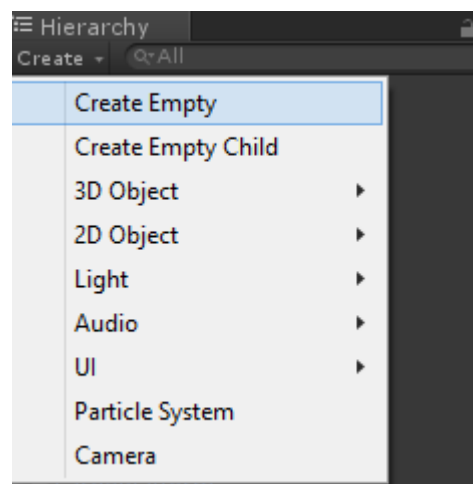 Hierarchy
Create All
Create Empty
Create Empty Child
3D Object
2D Object
Light
Audio
UI
Particle System
Camera